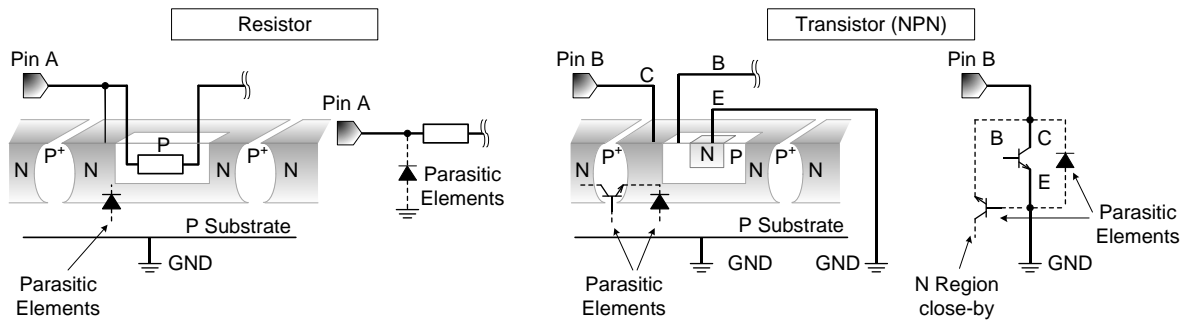 Resistor
Transistor (NPN)
Pin A
Pin B
C
B
E
Pin B
Pin A
N
P+
N
P
N
P+
N
Parasitic
Elements
P Substrate
GND
Parasitic
Elements
N
P+
N
N
P
N
P+
N
P Substrate
GND
GND
Parasitic
Elements
B
C
E
Parasitic
Elements
GND
N Region
close-by